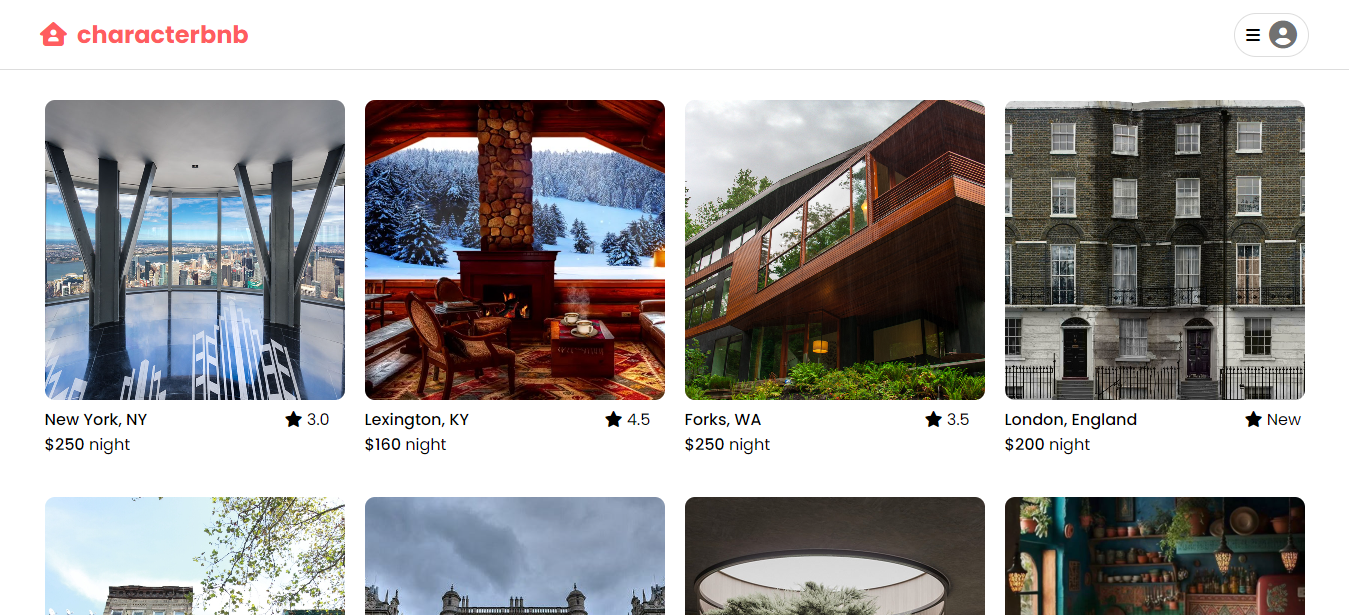 characterbnb
New York, NY
3.0
$250 night
Lexington, KY
4.5
$160 night
Forks, WA
3.5
$250 night
London, England
New
$200 night